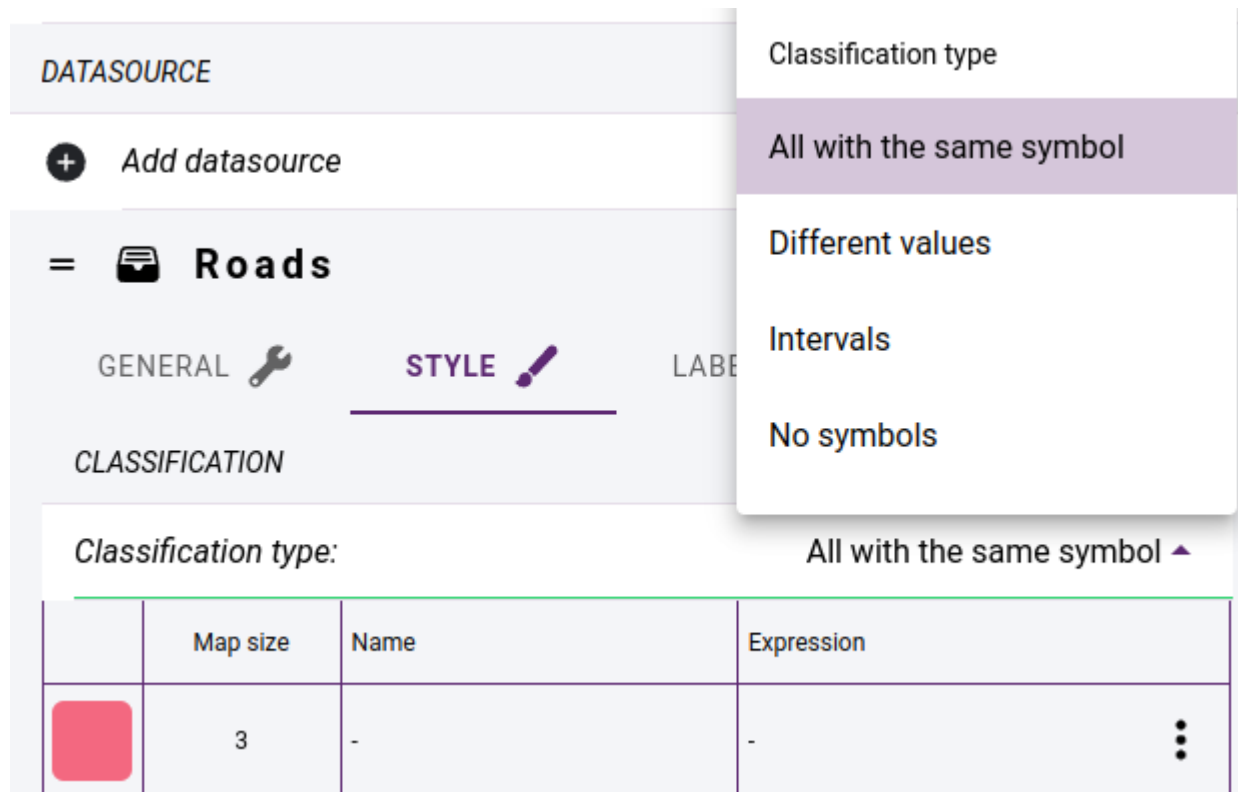 DATASOURCE
Add datasource
Roads
GENERAL STYLE
CLASSIFICATION
Classification type
All with the same symbol
Different values
Intervals
No symbols
Classification type: All with the same symbol
Map size Name Expression
3 - -